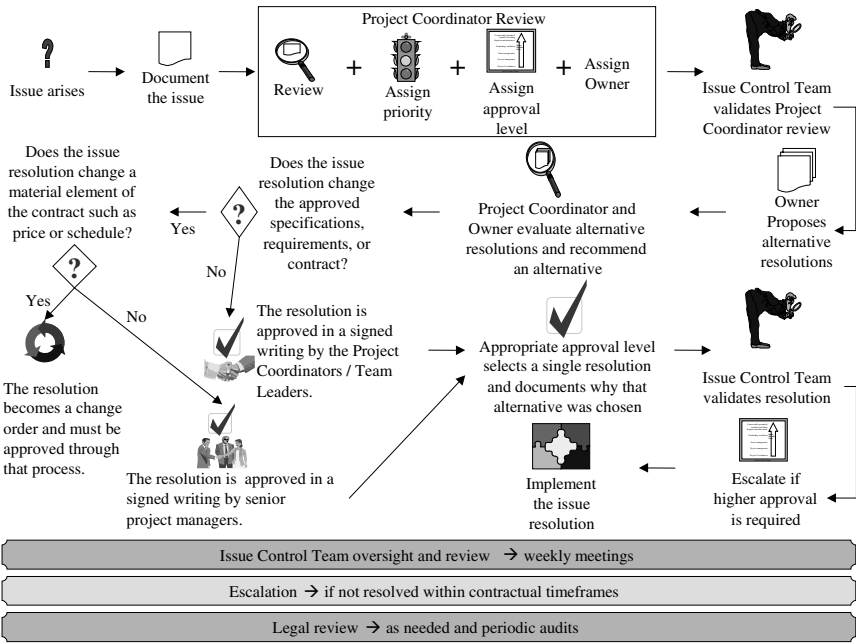 Project Coordinator Review
Issue arises
Document
the issue
Review
+
Assign
priority
+
Assign
approval
level
+
Assign
Owner
Issue Control Team
validates Project
Coordinator review
Owner
Proposes
alternative
resolutions
Project Coordinator and
Owner evaluate alternative
resolutions and recommend
an alternative
Does the issue
resolution change
the approved
specifications,
requirements, or
contract?
?
Yes
No
Does the issue
resolution change a
material element of
the contract such as
price or schedule?
?
Yes
No
The resolution
becomes a change
order and must be
approved through
that process.
The resolution is
approved in a signed
writing by the Project
Coordinators / Team
Leaders.
The resolution is approved in a
signed writing by senior
project managers.
Appropriate approval level
selects a single resolution
and documents why that
alternative was chosen
Issue Control Team
validates resolution
Escalate if
higher approval
is required
Implement
the issue
resolution
Issue Control Team oversight and review → weekly meetings
Escalation → if not resolved within contractual timeframes
Legal review → as needed and periodic audits